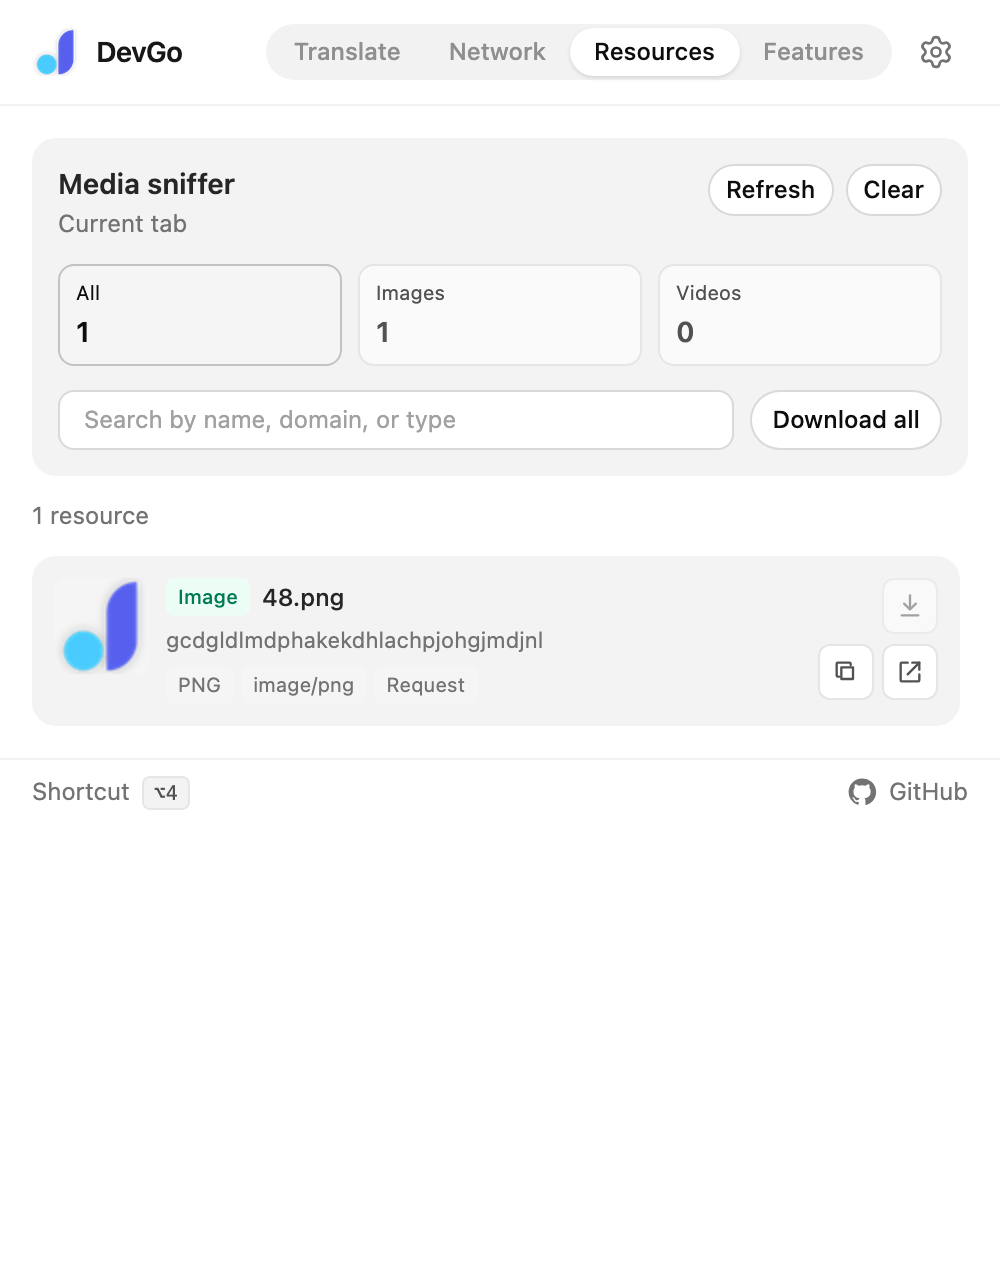 DevGo
Translate
Network
Resources
Features
Media sniffer
Current tab
Refresh
Clear
All
1
Images
1
Videos
0
Search by name, domain, or type
Download all
1 resource
Image
48.png
gcdgldlmdphakekdhlachpjohgjmdjnl
PNG
image/png
Request
Shortcut
⌥4
GitHub